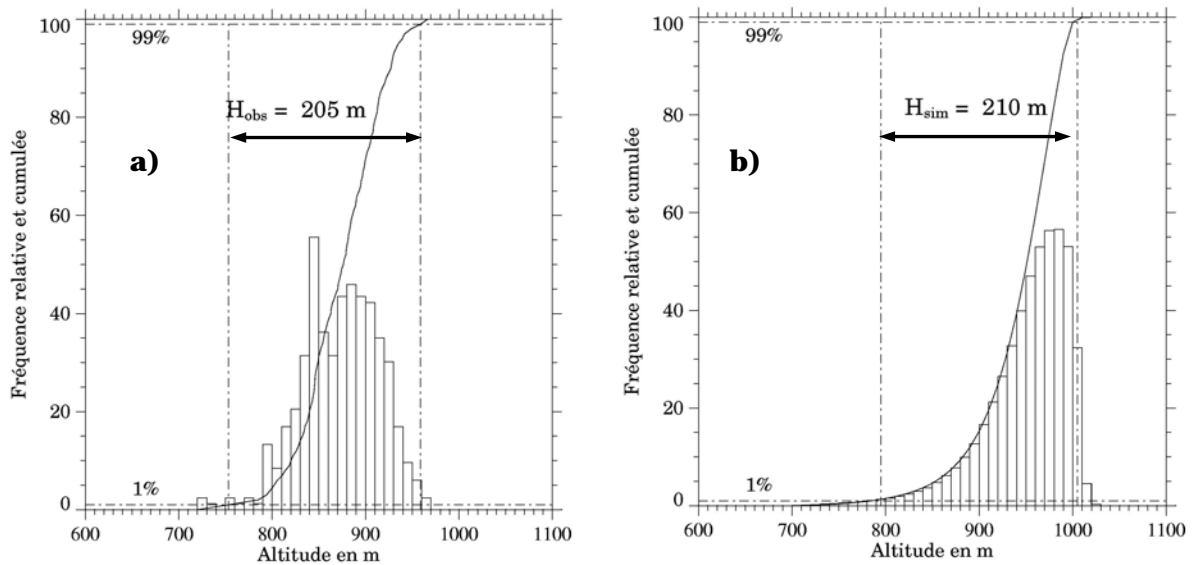 100
99%
80
H_obs = 205 m
a)
60
40
20
1%
0
600 700 800 900 1000 1100
Altitude en m
Fréquence relative et cumulée
100
99%
80
H_sim = 210 m
b)
60
40
20
1%
0
600 700 800 900 1000 1100
Altitude en m
Fréquence relative et cumulée